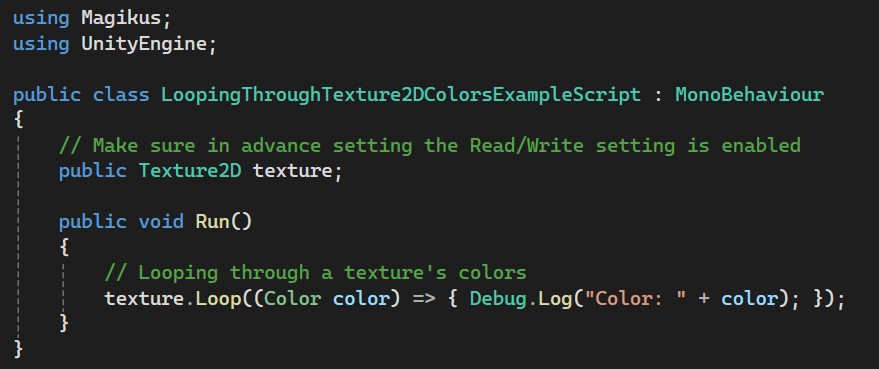 using Magikus;
using UnityEngine;
public class LoopingThroughTexture2DColorsExampleScript : MonoBehaviour
{
// Make sure in advance setting the Read/Write setting is enabled
public Texture2D texture;
public void Run()
{
// Looping through a texture's colors
texture.Loop((Color color) => { Debug.Log("Color: " + color); });
}
}